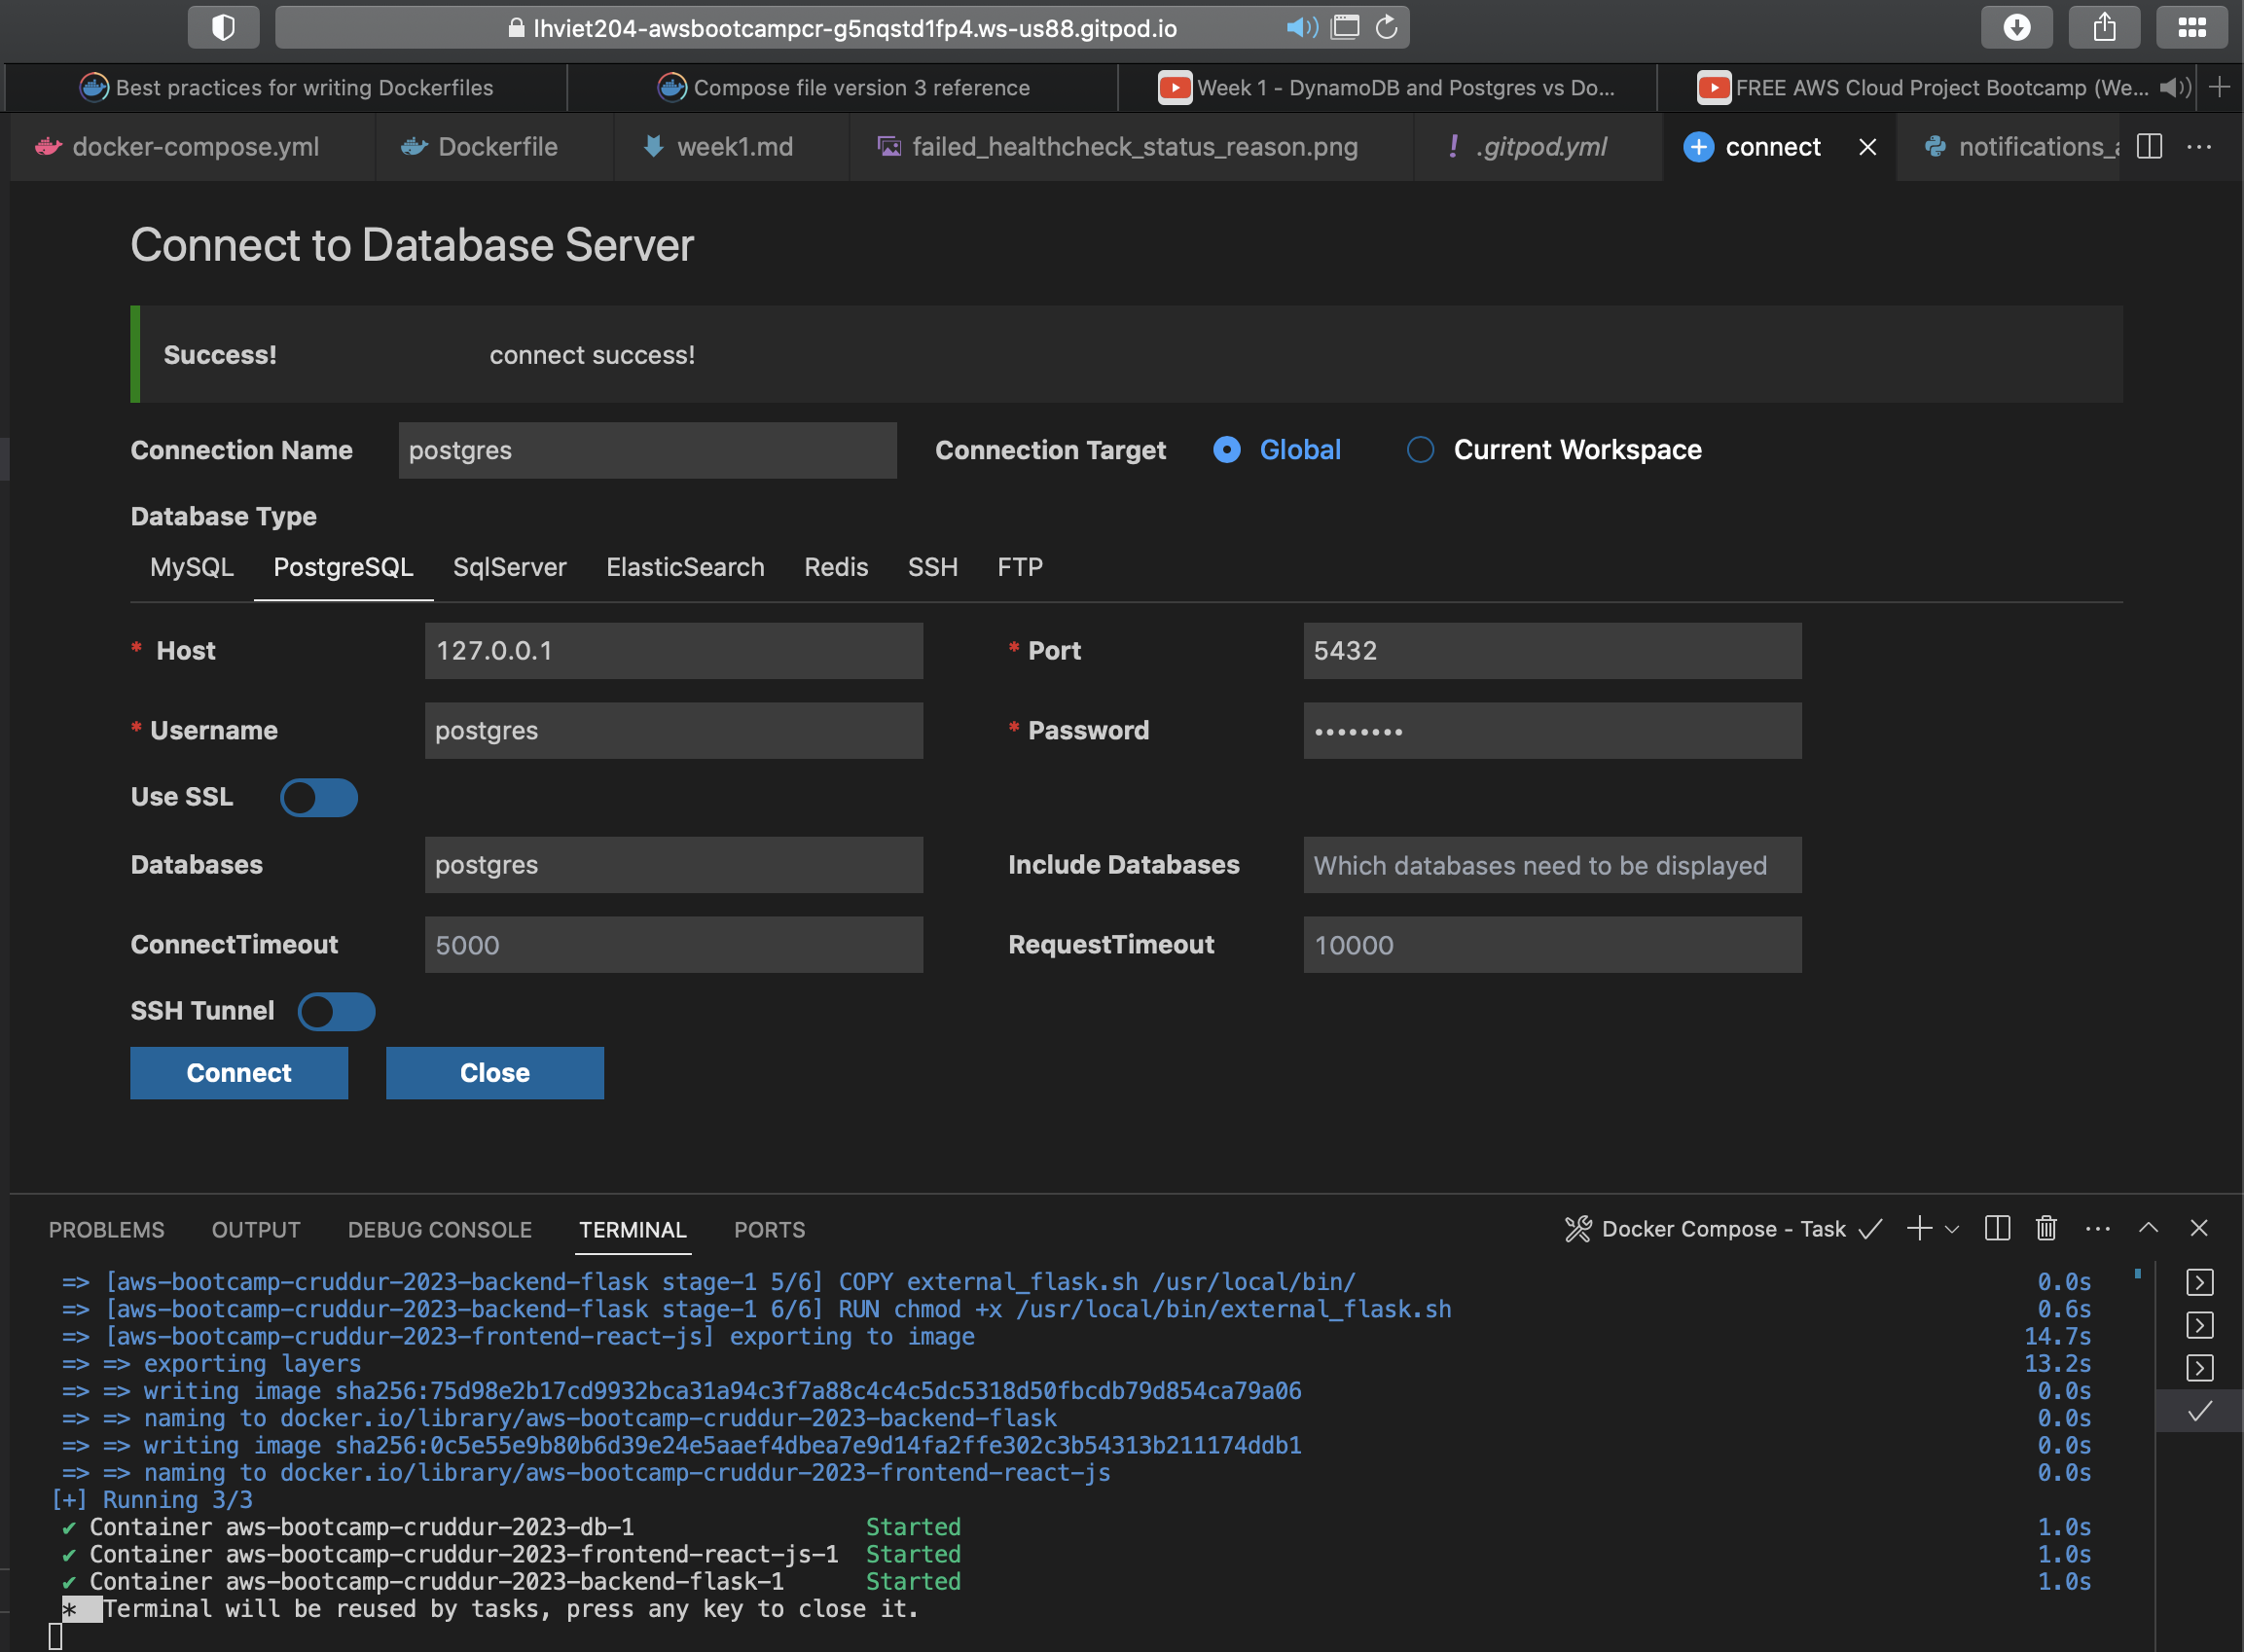 lhviet204-awsbootcampcr-g5nqstd1fp4.ws-us88.gitpod.io
Best practices for writing Dockerfiles
Compose file version 3 reference
Week 1 - DynamoDB and Postgres vs Do...
FREE AWS Cloud Project Bootcamp (We...
docker-compose.yml
Dockerfile
week1.md
failed_healthcheck_status_reason.png
! .gitpod.yml
connect
notifications_a
Connect to Database Server
Success! connect success!
Connection Name postgres Connection Target Global Current Workspace
Database Type
MySQL PostgreSQL SqlServer ElasticSearch Redis SSH FTP
* Host 127.0.0.1 * Port 5432
* Username postgres * Password ••••••••
Use SSL
Databases postgres Include Databases Which databases need to be displayed
ConnectTimeout 5000 RequestTimeout 10000
SSH Tunnel
Connect Close
PROBLEMS OUTPUT DEBUG CONSOLE TERMINAL PORTS Docker Compose - Task
=> [aws-bootcamp-cruddur-2023-backend-flask stage-1 5/6] COPY external_flask.sh /usr/local/bin/ 0.0s
=> [aws-bootcamp-cruddur-2023-backend-flask stage-1 6/6] RUN chmod +x /usr/local/bin/external_flask.sh 0.6s
=> [aws-bootcamp-cruddur-2023-frontend-react-js] exporting to image 14.7s
=> => exporting layers 13.2s
=> => writing image sha256:75d98e2b17cd9932bca31a94c3f7a88c4c4c5dc5318d50fbcdb79d854ca79a06 0.0s
=> => naming to docker.io/library/aws-bootcamp-cruddur-2023-backend-flask 0.0s
=> => writing image sha256:0c5e55e9b80b6d39e24e5aaef4dbea7e9d14fa2ffe302c3b54313b211174ddb1 0.0s
=> => naming to docker.io/library/aws-bootcamp-cruddur-2023-frontend-react-js 0.0s
[+] Running 3/3
✔ Container aws-bootcamp-cruddur-2023-db-1 Started 1.0s
✔ Container aws-bootcamp-cruddur-2023-frontend-react-js-1 Started 1.0s
✔ Container aws-bootcamp-cruddur-2023-backend-flask-1 Started 1.0s
* Terminal will be reused by tasks, press any key to close it.